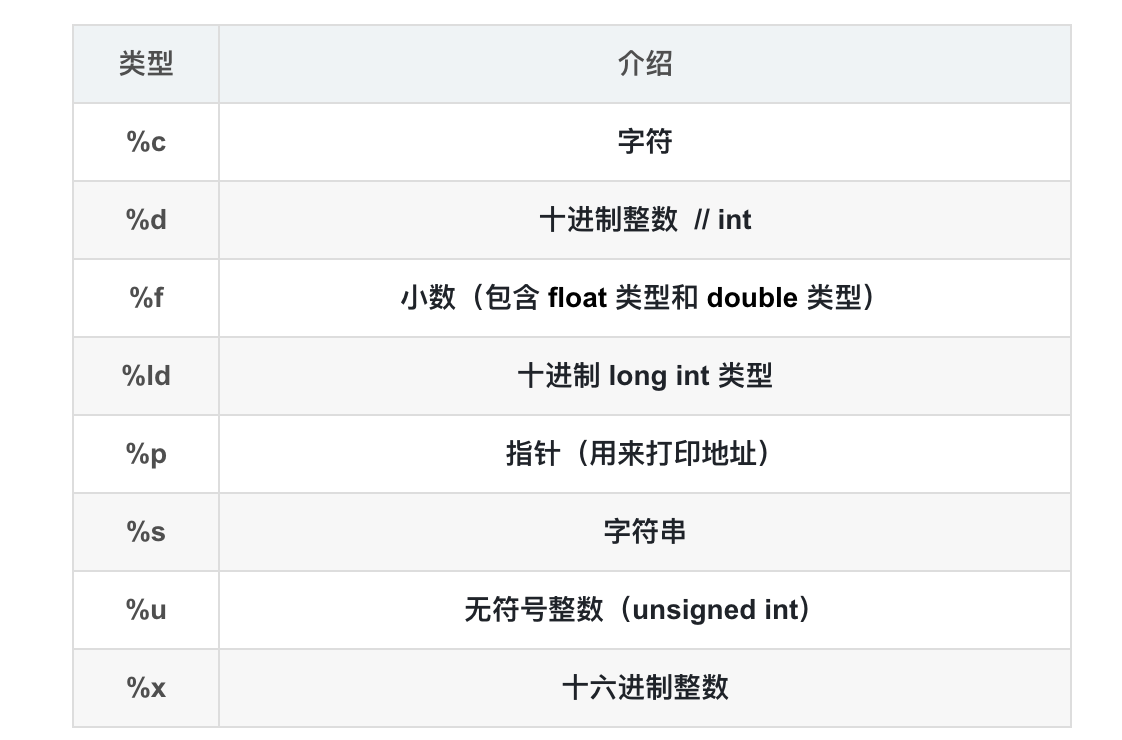 类型 介绍
%c 字符
%d 十进制整数 // int
%f 小数（包含 float 类型和 double 类型）
%ld 十进制 long int 类型
%p 指针（用来打印地址）
%s 字符串
%u 无符号整数（unsigned int）
%x 十六进制整数